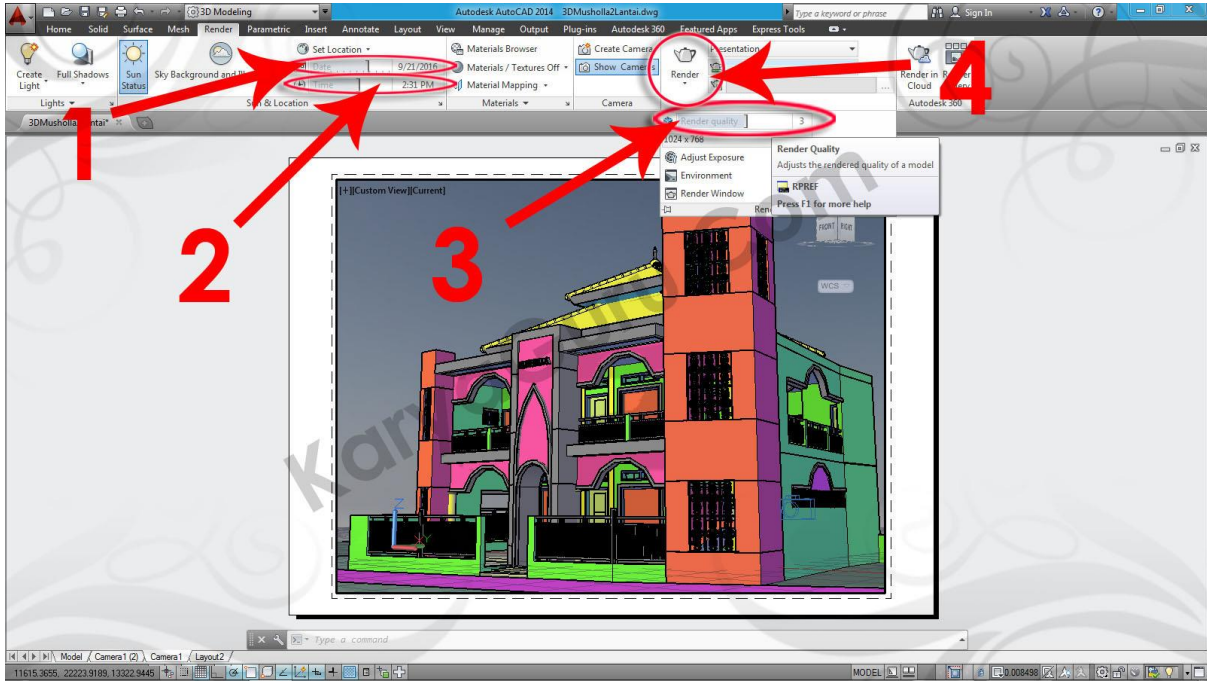 3D Modeling
Autodesk AutoCAD 2014 3DMusholla2Lantai.dwg
Type a keyword or phrase
Sign In
Home Solid Surface Mesh Render Parametric Insert Annotate Layout View Manage Output Plug-ins Autodesk 360 Featured Apps Express Tools
Create Light
Full Shadows
Sun Status
Sky Background and
Set Location
Date 9/21/2016
Time 2:31 PM
Materials Browser
Materials / Textures Off
Material Mapping
Create Camera
Show Cameras
Render
Presentation
Render in Cloud
Lights
Sun & Location
Materials
Camera
Autodesk 360
1
2
3
4
Render quality 3
1024 x 768
Adjust Exposure
Environment
Render Window
Render Quality
Adjusts the rendered quality of a model
RPREF
Press F1 for more help
[+][Custom View][Current]
FRONT
WCS
KaryaGuru.Com
Z
Y
Type a command
Model Camera1 (2) Camera1 Layout2
11615.3655, 22223.9189, 13322.9445
MODEL
0.008498